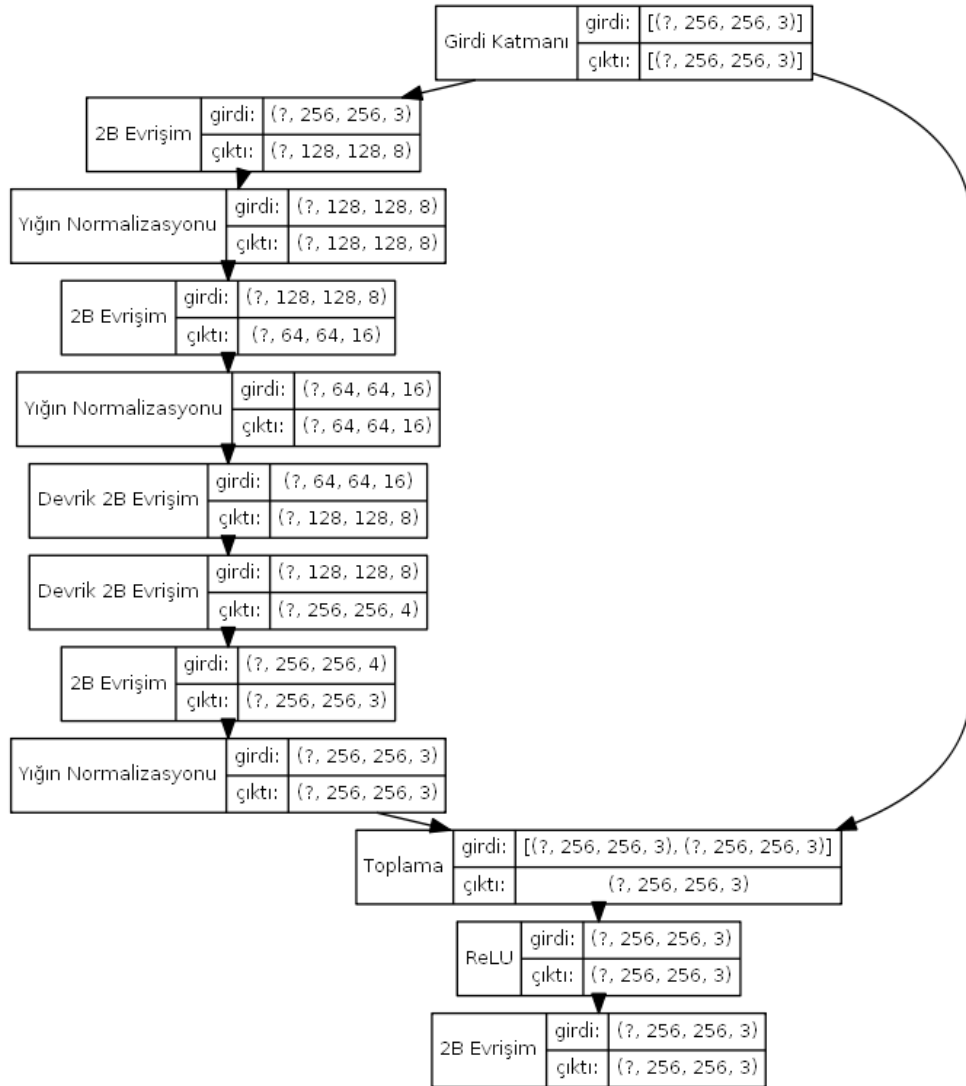 Girdi Katmanı
girdi: [(?, 256, 256, 3)]
çıktı: [(?, 256, 256, 3)]
2B Evrişim
girdi: (?, 256, 256, 3)
çıktı: (?, 128, 128, 8)
Yığın Normalizasyonu
girdi: (?, 128, 128, 8)
çıktı: (?, 128, 128, 8)
2B Evrişim
girdi: (?, 128, 128, 8)
çıktı: (?, 64, 64, 16)
Yığın Normalizasyonu
girdi: (?, 64, 64, 16)
çıktı: (?, 64, 64, 16)
Devrik 2B Evrişim
girdi: (?, 64, 64, 16)
çıktı: (?, 128, 128, 8)
Devrik 2B Evrişim
girdi: (?, 128, 128, 8)
çıktı: (?, 256, 256, 4)
2B Evrişim
girdi: (?, 256, 256, 4)
çıktı: (?, 256, 256, 3)
Yığın Normalizasyonu
girdi: (?, 256, 256, 3)
çıktı: (?, 256, 256, 3)
Toplama
girdi: [(?, 256, 256, 3), (?, 256, 256, 3)]
çıktı: (?, 256, 256, 3)
ReLU
girdi: (?, 256, 256, 3)
çıktı: (?, 256, 256, 3)
2B Evrişim
girdi: (?, 256, 256, 3)
çıktı: (?, 256, 256, 3)